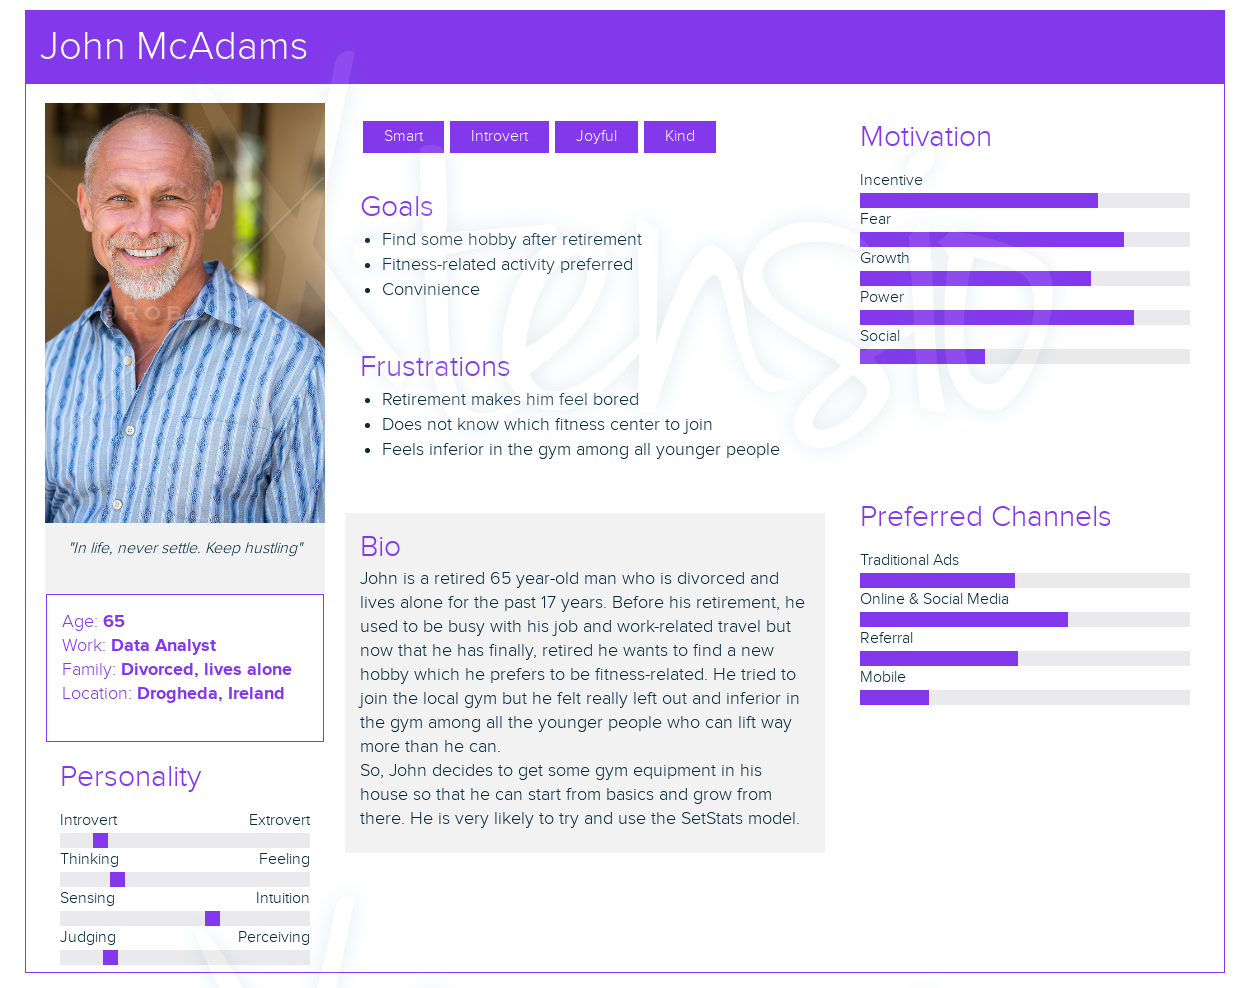 John McAdams
Smart
Introvert
Joyful
Kind
Goals
Find some hobby after retirement
Fitness-related activity preferred
Convinience
Frustrations
Retirement makes him feel bored
Does not know which fitness center to join
Feels inferior in the gym among all younger people
"In life, never settle. Keep hustling"
Age: 65
Work: Data Analyst
Family: Divorced, lives alone
Location: Drogheda, Ireland
Personality
Introvert Extrovert
Thinking Feeling
Sensing Intuition
Judging Perceiving
Bio
John is a retired 65 year-old man who is divorced and
lives alone for the past 17 years. Before his retirement, he
used to be busy with his job and work-related travel but
now that he has finally, retired he wants to find a new
hobby which he prefers to be fitness-related. He tried to
join the local gym but he felt really left out and inferior in
the gym among all the younger people who can lift way
more than he can.
So, John decides to get some gym equipment in his
house so that he can start from basics and grow from
there. He is very likely to try and use the SetStats model.
Motivation
Incentive
Fear
Growth
Power
Social
Preferred Channels
Traditional Ads
Online & Social Media
Referral
Mobile
Xtensio